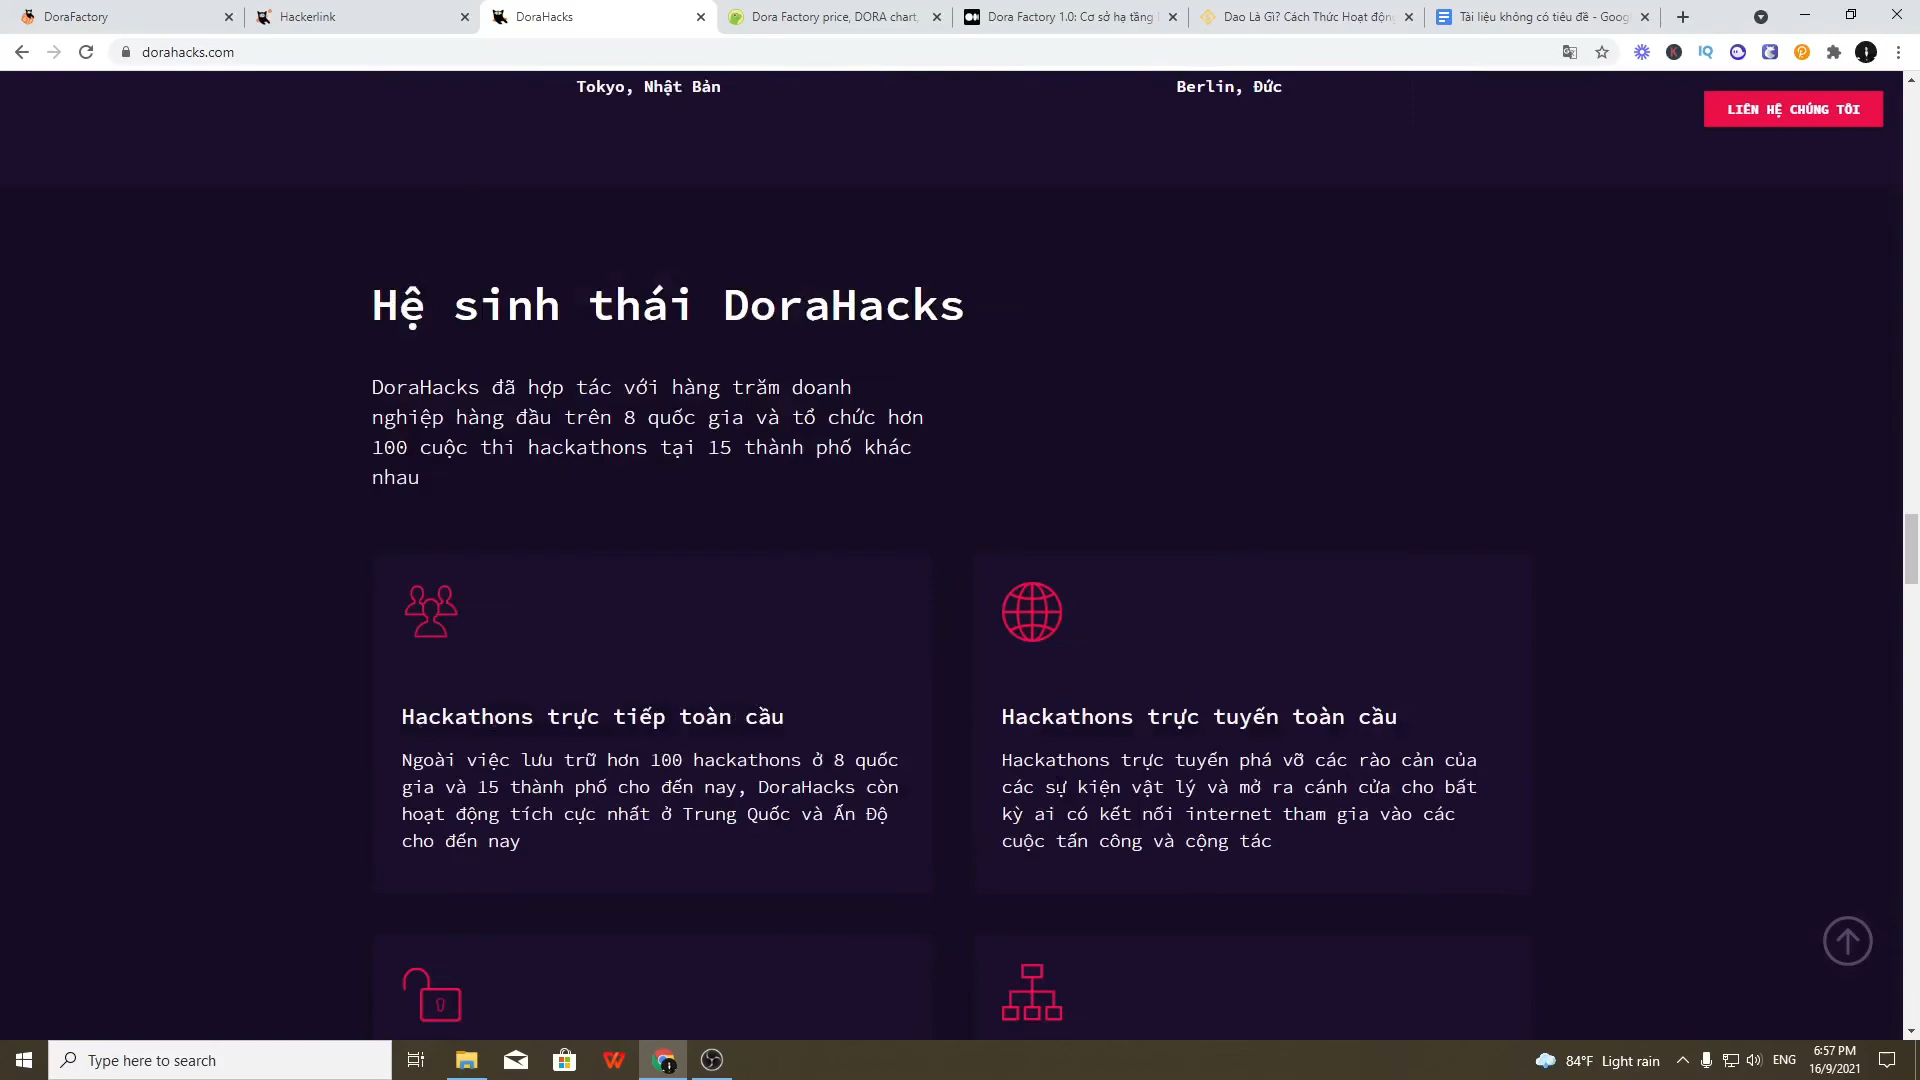 DoraFactory
Hackerlink
DoraHacks
Dora Factory price, DORA chart,
Dora Factory 1.0: Cơ sở hạ tầng
Dao Là Gì? Cách Thức Hoạt động
Tài liệu không có tiêu đề - Goog
dorahacks.com
Tokyo, Nhật Bản
Berlin, Đức
LIÊN HỆ CHÚNG TÔI
Hệ sinh thái DoraHacks
DoraHacks đã hợp tác với hàng trăm doanh
nghiệp hàng đầu trên 8 quốc gia và tổ chức hơn
100 cuộc thi hackathons tại 15 thành phố khác
nhau
Hackathons trực tiếp toàn cầu
Ngoài việc lưu trữ hơn 100 hackathons ở 8 quốc
gia và 15 thành phố cho đến nay, DoraHacks còn
hoạt động tích cực nhất ở Trung Quốc và Ấn Độ
cho đến nay
Hackathons trực tuyến toàn cầu
Hackathons trực tuyến phá vỡ các rào cản của
các sự kiện vật lý và mở ra cánh cửa cho bất
kỳ ai có kết nối internet tham gia vào các
cuộc tấn công và cộng tác
Type here to search
84°F Light rain
ENG
6:57 PM
16/9/2021